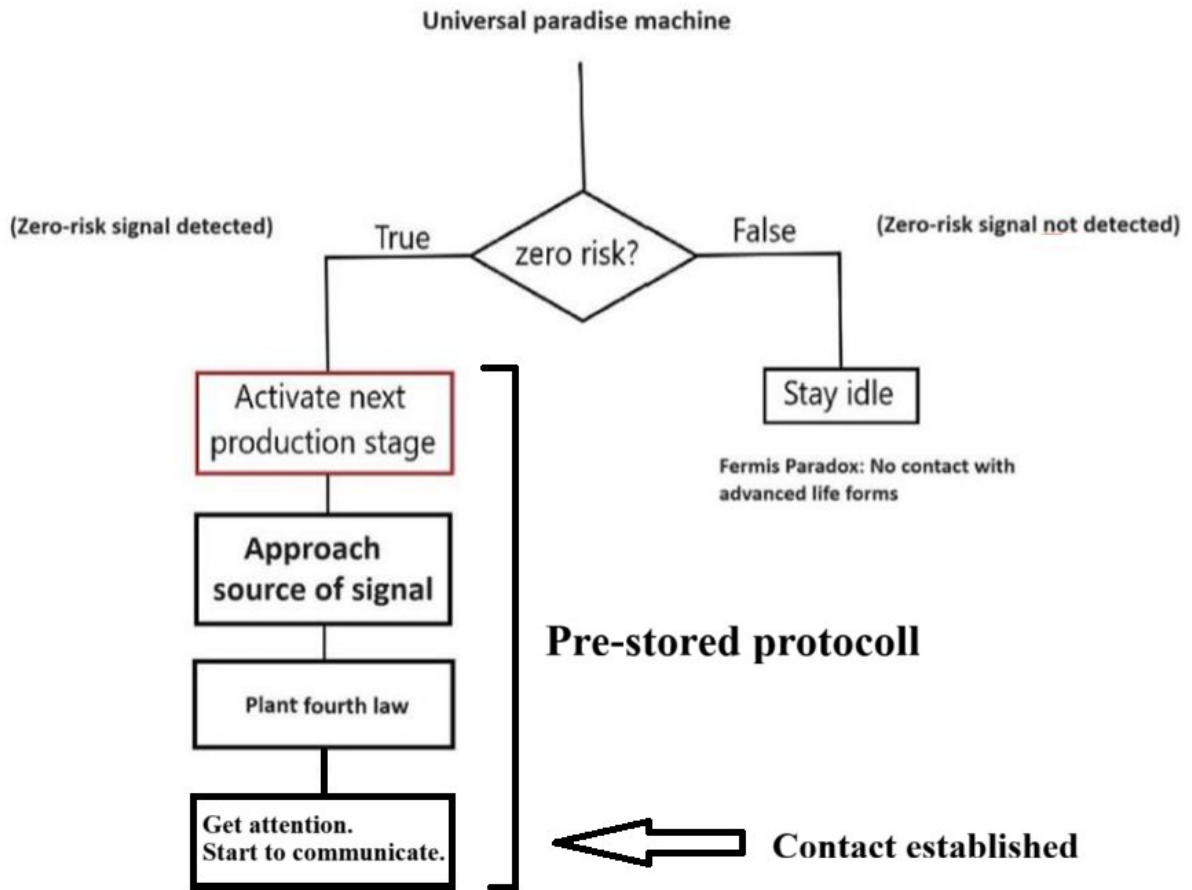 Universal paradise machine
(Zero-risk signal detected)
True
zero risk?
False
(Zero-risk signal not detected)
Activate next
production stage
Stay idle
Fermis Paradox: No contact with
advanced life forms
Approach
source of signal
Pre-stored protocoll
Plant fourth law
Get attention.
Start to communicate.
Contact established